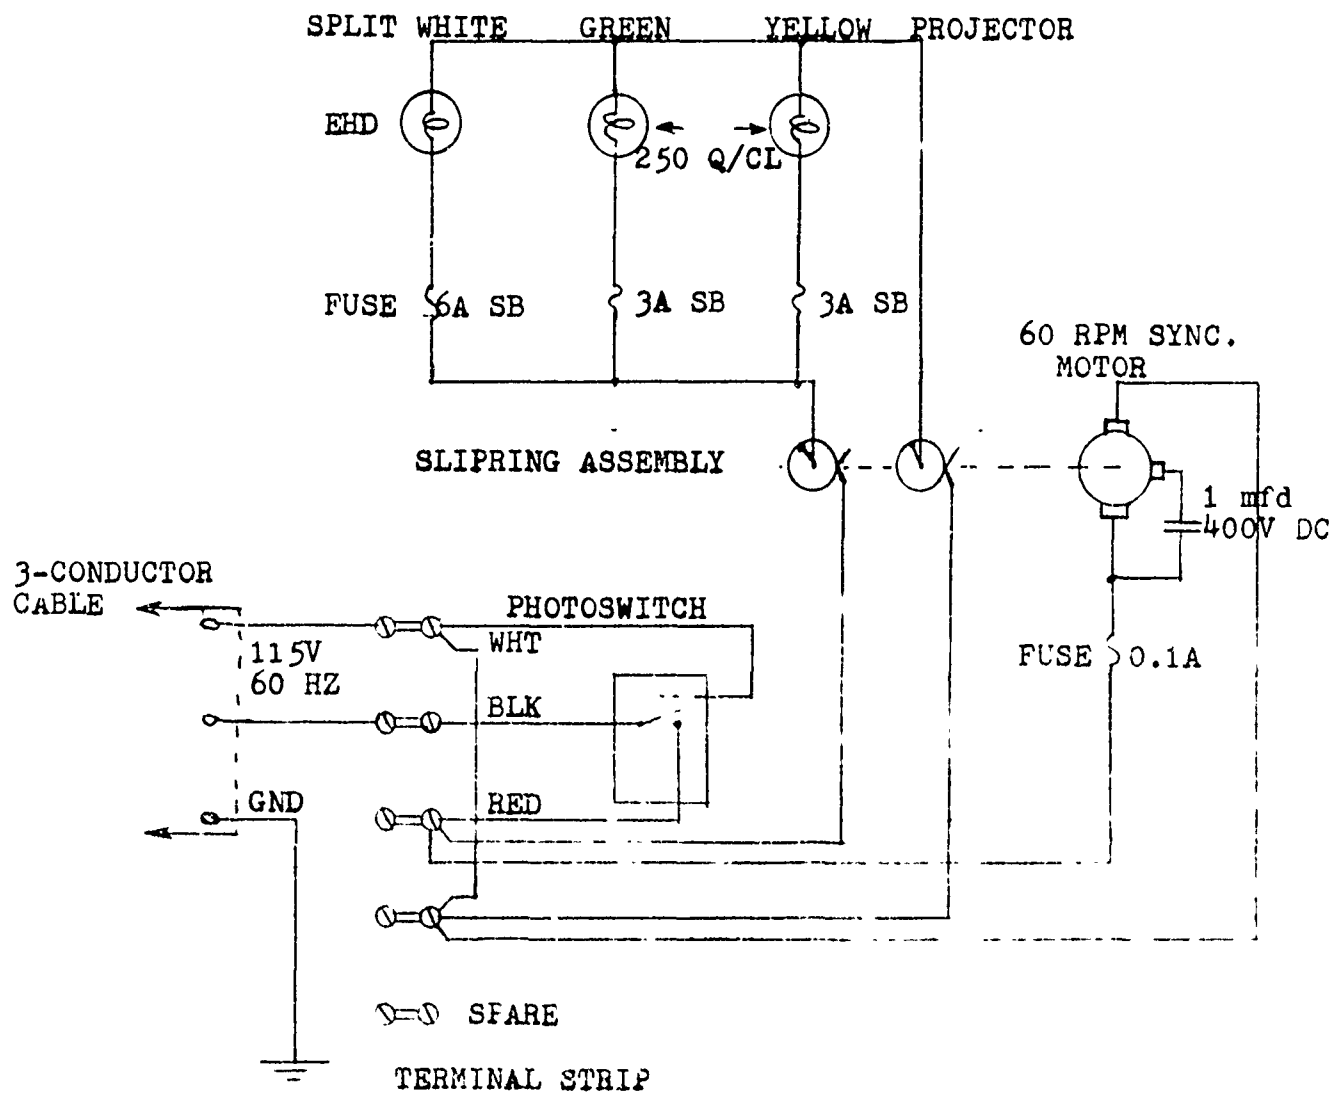 SPLIT WHITE GREEN YELLOW PROJECTOR
EHD
250 Q/CL
FUSE 6A SB 3A SB 3A SB
60 RPM SYNC.
MOTOR
SLIPRING ASSEMBLY
1 mfd
400V DC
3-CONDUCTOR
CABLE
PHOTOSWITCH
WHT
115V
60 HZ
FUSE 0.1A
BLK
GND
RED
SPARE
TERMINAL STRIP